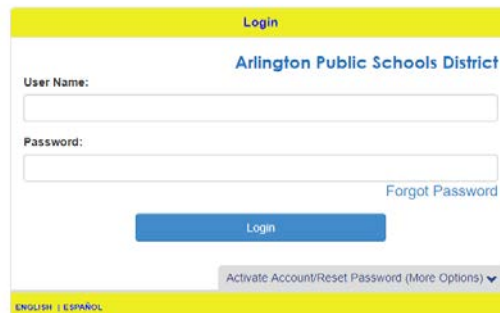 Login
Arlington Public Schools District
User Name:
Password:
Forgot Password
Login
Activate Account/Reset Password (More Options)
ENGLISH | ESPAÑOL